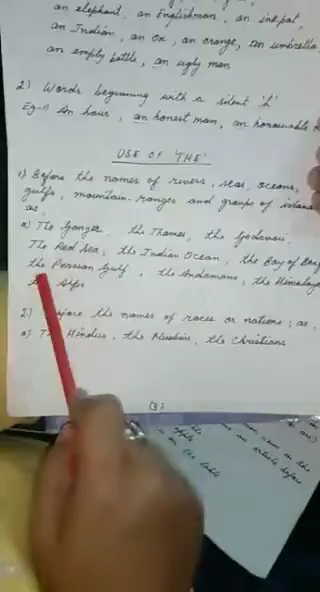 an elephant, an Englishman, an inkpot,
an Indian, an Ox, an orange, an umbrella
an empty bottle, an ugly man
2) Words beginning with a silent 'h'
Eg-1) An hour, an honest man, an honourable
USE OF 'THE'
1) Before the names of rivers, seas, oceans,
gulfs, mountain-ranges and groups of islands
as,
a) The Ganges, the Thames, the Godavari,
The Red Sea, the Indian Ocean, the Bay of
the Persian Gulf, the Andamans, the Himalaya
the Alps
2) Before the names of races or nations; as,
a) The Hindus, the Muslims, the Christians
(8)